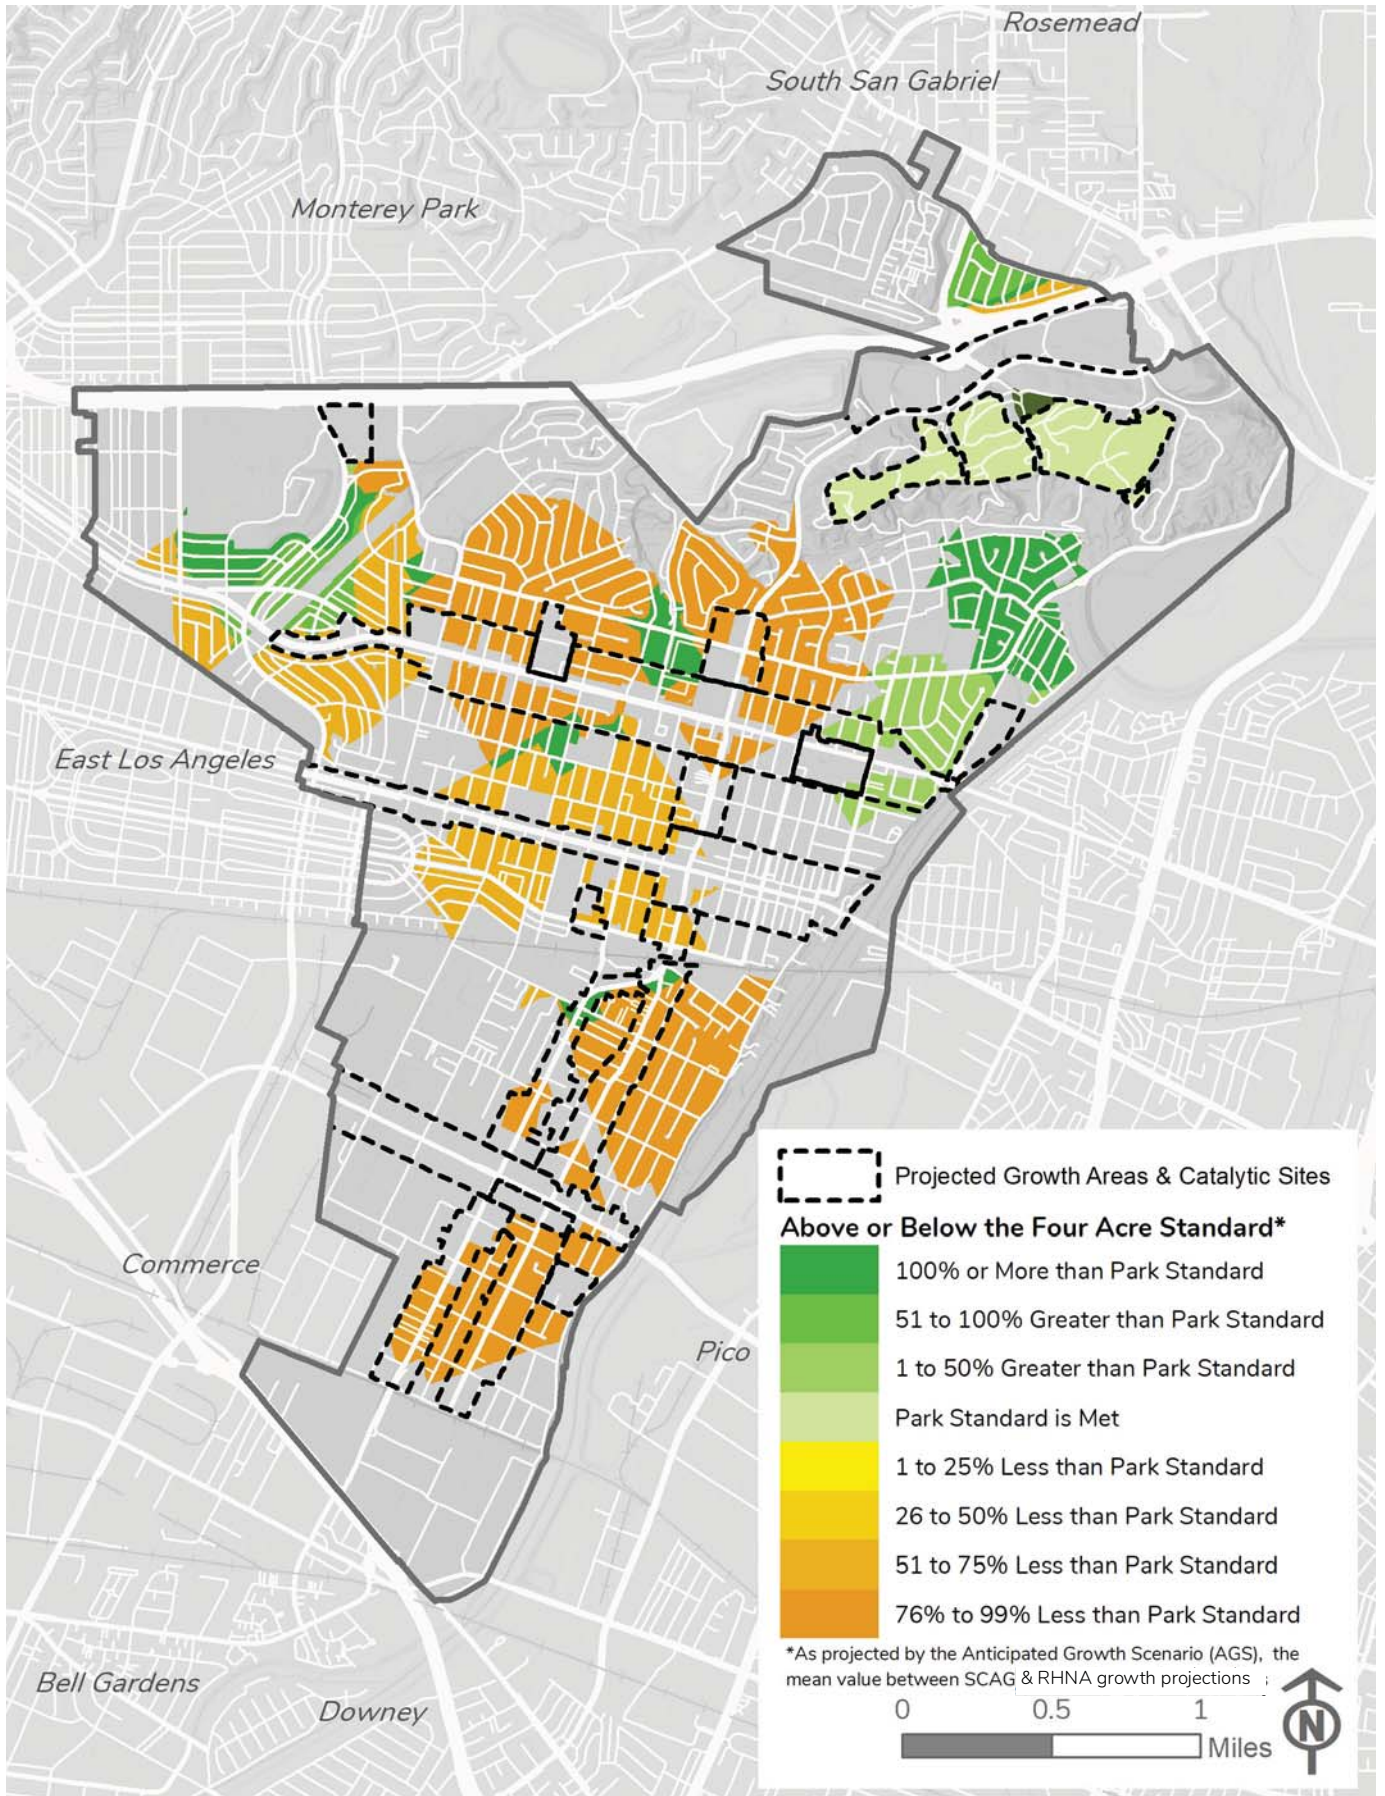 Rosemead
South San Gabriel
Monterey Park
East Los Angeles
Commerce
Pico
Bell Gardens
Downey
Projected Growth Areas & Catalytic Sites
Above or Below the Four Acre Standard*
100% or More than Park Standard
51 to 100% Greater than Park Standard
1 to 50% Greater than Park Standard
Park Standard is Met
1 to 25% Less than Park Standard
26 to 50% Less than Park Standard
51 to 75% Less than Park Standard
76% to 99% Less than Park Standard
*As projected by the Anticipated Growth Scenario (AGS), the
mean value between SCAG & RHNA growth projections
0 0.5 1
Miles
N